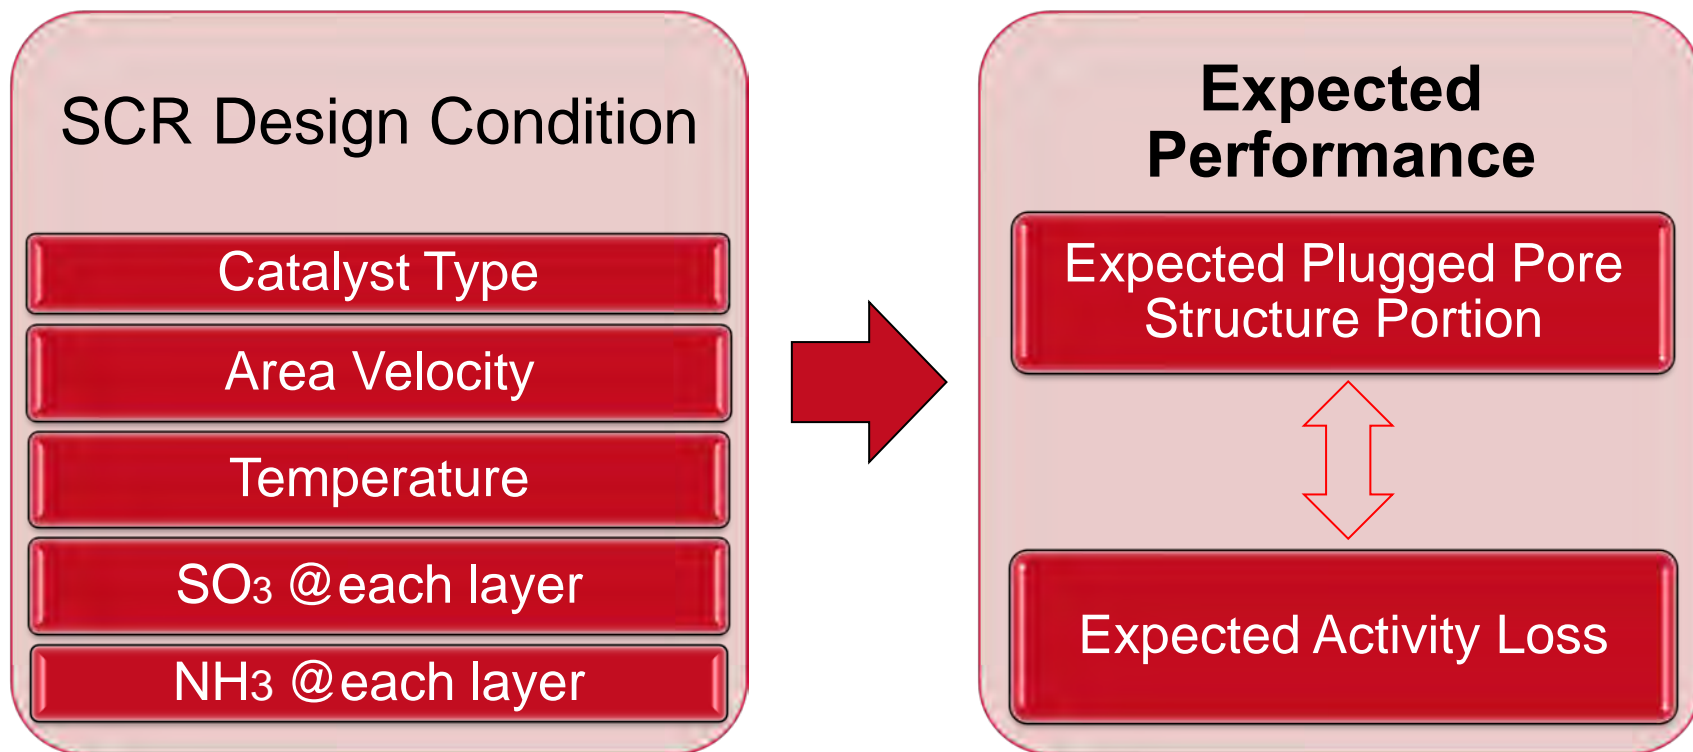 SCR Design Condition
Catalyst Type
Area Velocity
Temperature
SO3 @each layer
NH3 @each layer
Expected
Performance
Expected Plugged Pore
Structure Portion
Expected Activity Loss